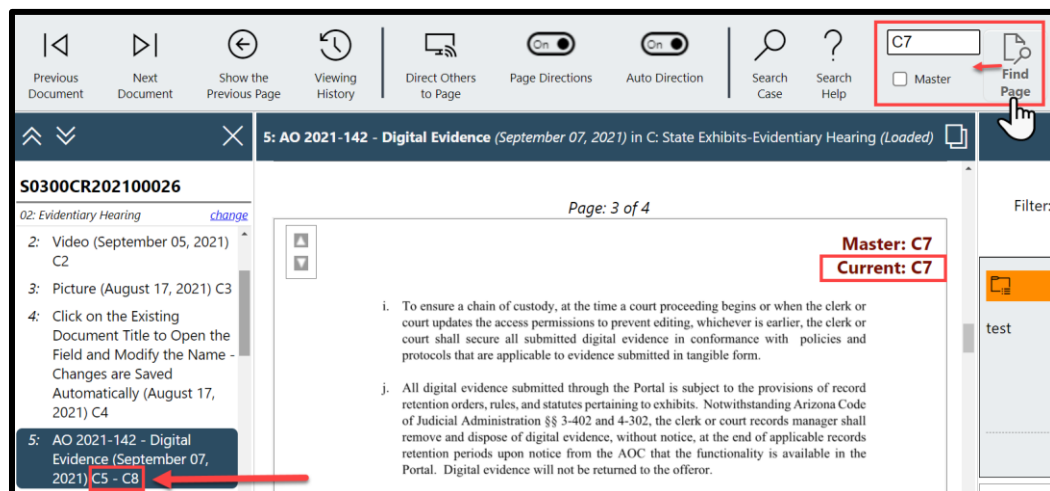 Previous Document
Next Document
Show the Previous Page
Viewing History
Direct Others to Page
On
Page Directions
On
Auto Direction
Search Case
Search Help
C7
Master
Find Page
5: AO 2021-142 - Digital Evidence (September 07, 2021) in C: State Exhibits-Evidentiary Hearing (Loaded)
S0300CR202100026
02: Evidentiary Hearing change
2: Video (September 05, 2021)
C2
3: Picture (August 17, 2021) C3
4: Click on the Existing
Document Title to Open the
Field and Modify the Name -
Changes are Saved
Automatically (August 17,
2021) C4
5: AO 2021-142 - Digital
Evidence (September 07,
2021) C5 - C8
Page: 3 of 4
Master: C7
Current: C7
i. To ensure a chain of custody, at the time a court proceeding begins or when the clerk or
court updates the access permissions to prevent editing, whichever is earlier, the clerk or
court shall secure all submitted digital evidence in conformance with policies and
protocols that are applicable to evidence submitted in tangible form.
j. All digital evidence submitted through the Portal is subject to the provisions of record
retention orders, rules, and statutes pertaining to exhibits. Notwithstanding Arizona Code
of Judicial Administration §§ 3-402 and 4-302, the clerk or court records manager shall
remove and dispose of digital evidence, without notice, at the end of applicable records
retention periods upon notice from the AOC that the functionality is available in the
Portal. Digital evidence will not be returned to the offeror.
Filter:
test